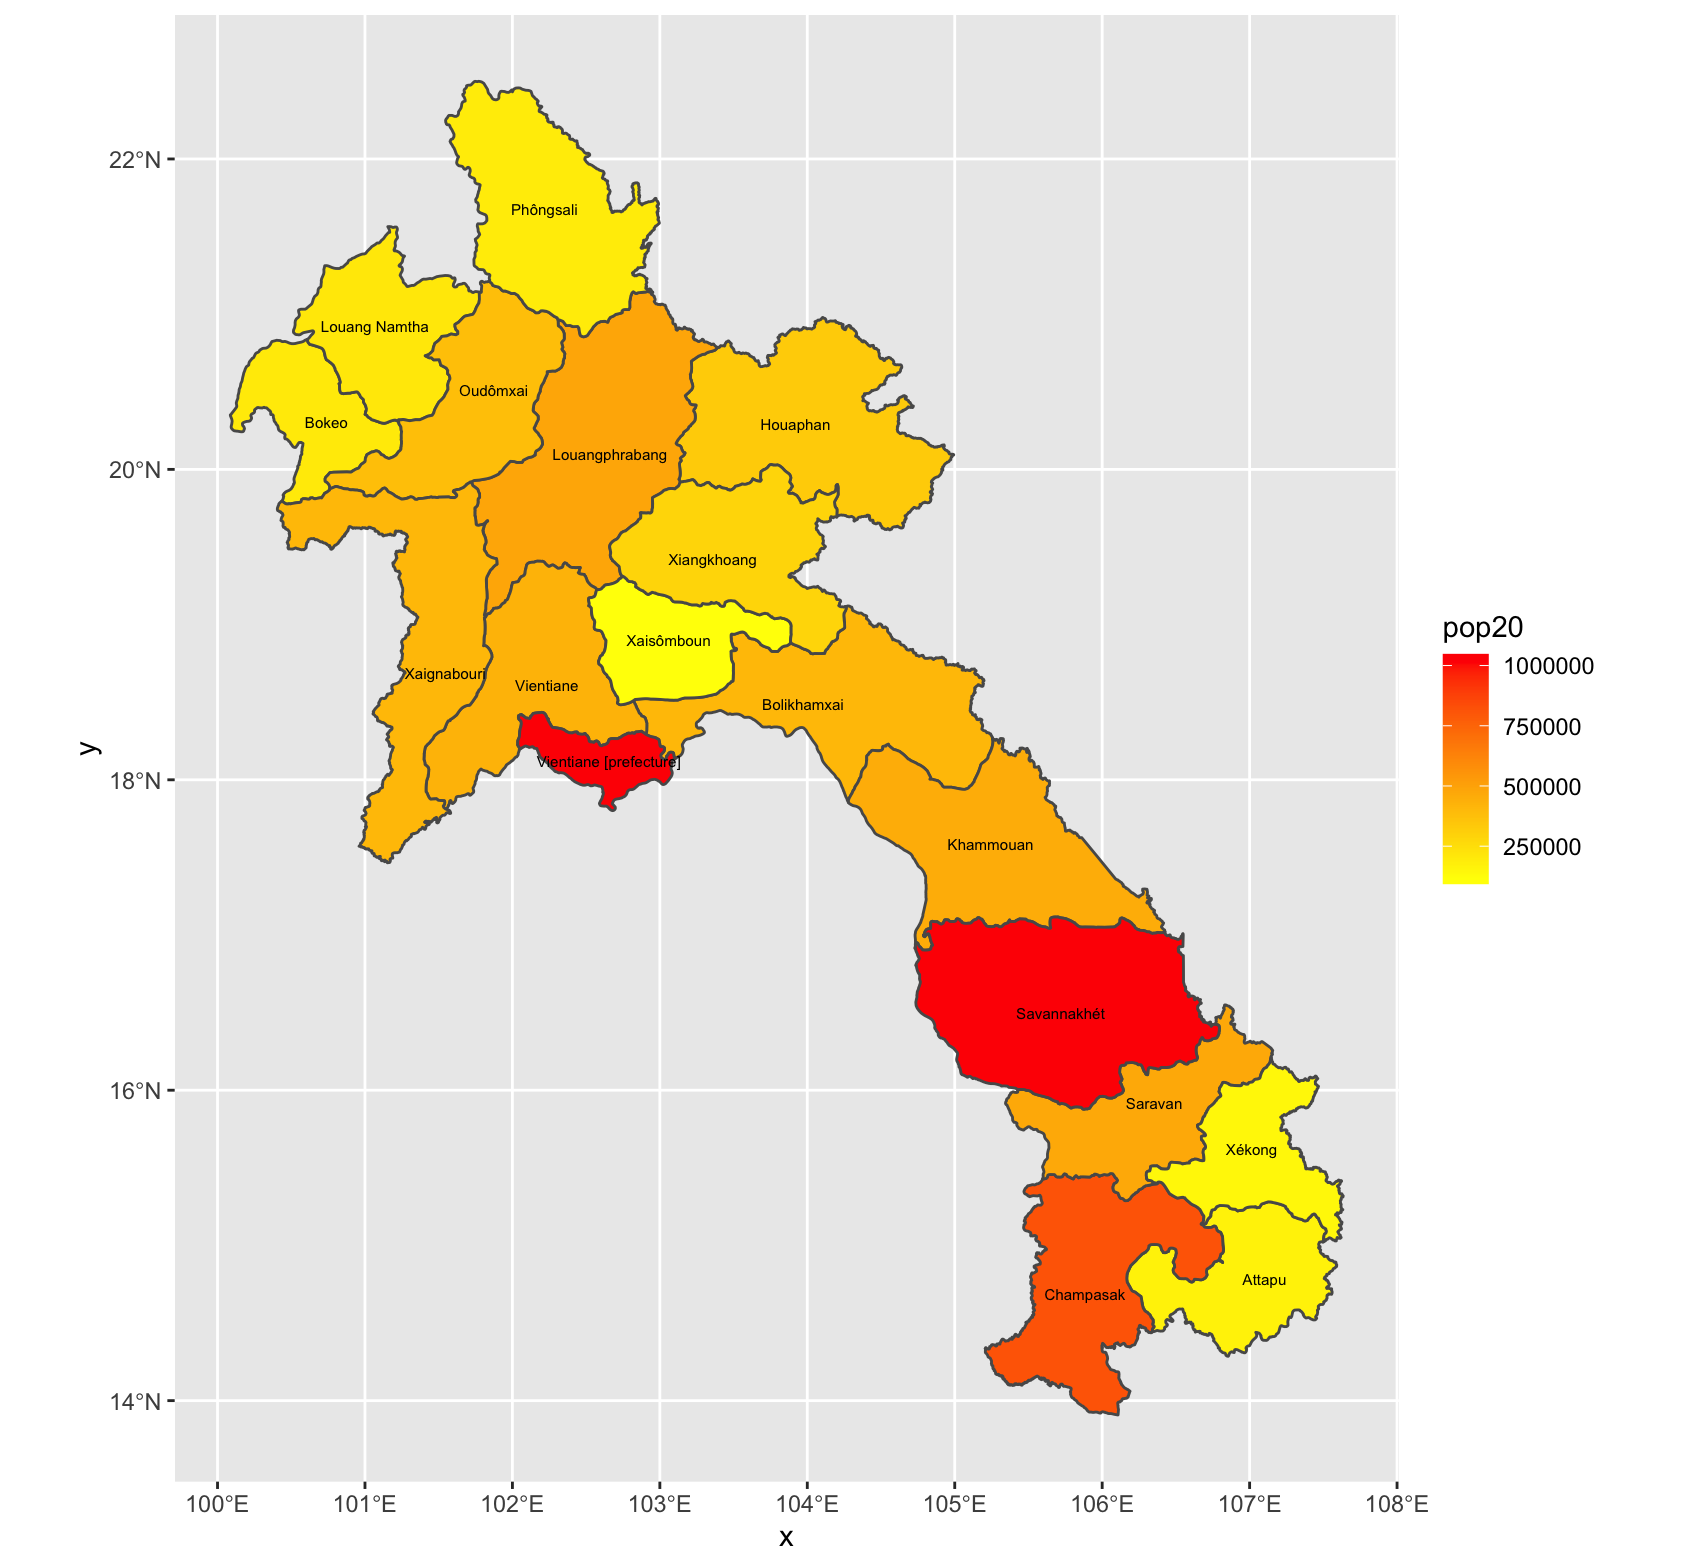 22°N
20°N
18°N
16°N
14°N
y
Phôngsali
Louang Namtha
Oudômxai
Bokeo
Houaphan
Louangphrabang
Xiangkhoang
Xaisômboun
Xaignabouri
Vientiane
Bolikhamxai
Vientiane [prefecture]
Khammouan
Savannakhét
Saravan
Xékong
Attapu
Champasak
100°E 101°E 102°E 103°E 104°E 105°E 106°E 107°E 108°E
x
pop20
1000000
750000
500000
250000